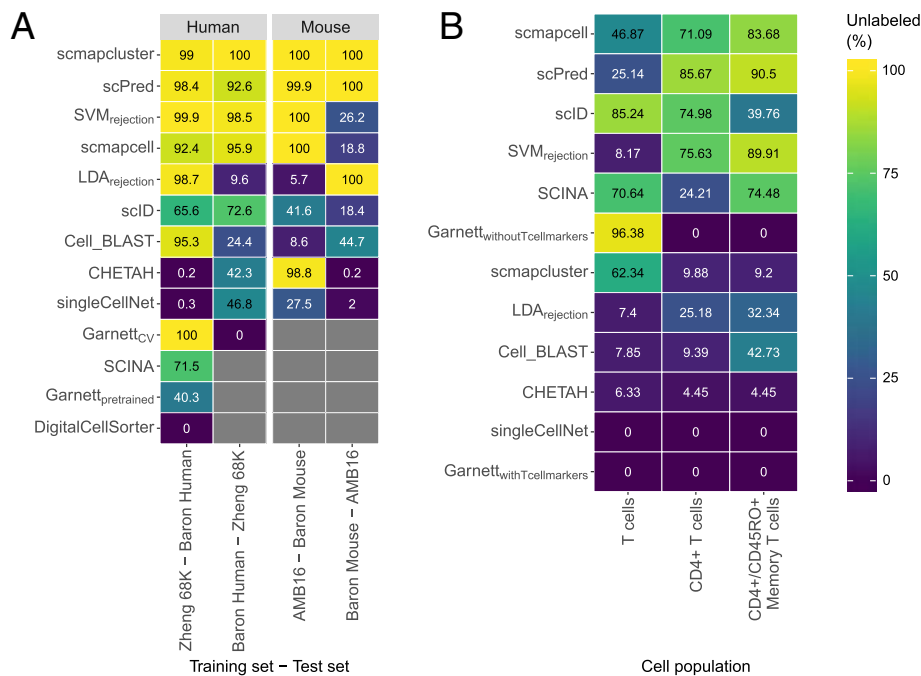 A
Human Mouse
scmapcluster 99 100 100 100
scPred 98.4 92.6 99.9 100
SVMrejection 99.9 98.5 100 26.2
scmapcell 92.4 95.9 100 18.8
LDArejection 98.7 9.6 5.7 100
scID 65.6 72.6 41.6 18.4
Cell_BLAST 95.3 24.4 8.6 44.7
CHETAH 0.2 42.3 98.8 0.2
singleCellNet 0.3 46.8 27.5 2
GarnettCV 100 0
SCINA 71.5
Garnettpretrained 40.3
DigitalCellSorter 0
Zheng 68K − Baron Human
Baron Human − Zheng 68K
AMB16 − Baron Mouse
Baron Mouse − AMB16
Training set − Test set
B
scmapcell 46.87 71.09 83.68
scPred 25.14 85.67 90.5
scID 85.24 74.98 39.76
SVMrejection 8.17 75.63 89.91
SCINA 70.64 24.21 74.48
GarnettwithoutTcellmarkers 96.38 0 0
scmapcluster 62.34 9.88 9.2
LDArejection 7.4 25.18 32.34
Cell_BLAST 7.85 9.39 42.73
CHETAH 6.33 4.45 4.45
singleCellNet 0 0 0
GarnettwithTcellmarkers 0 0 0
T cells
CD4+ T cells
CD4+/CD45RO+
Memory T cells
Cell population
Unlabeled
(%)
100
75
50
25
0